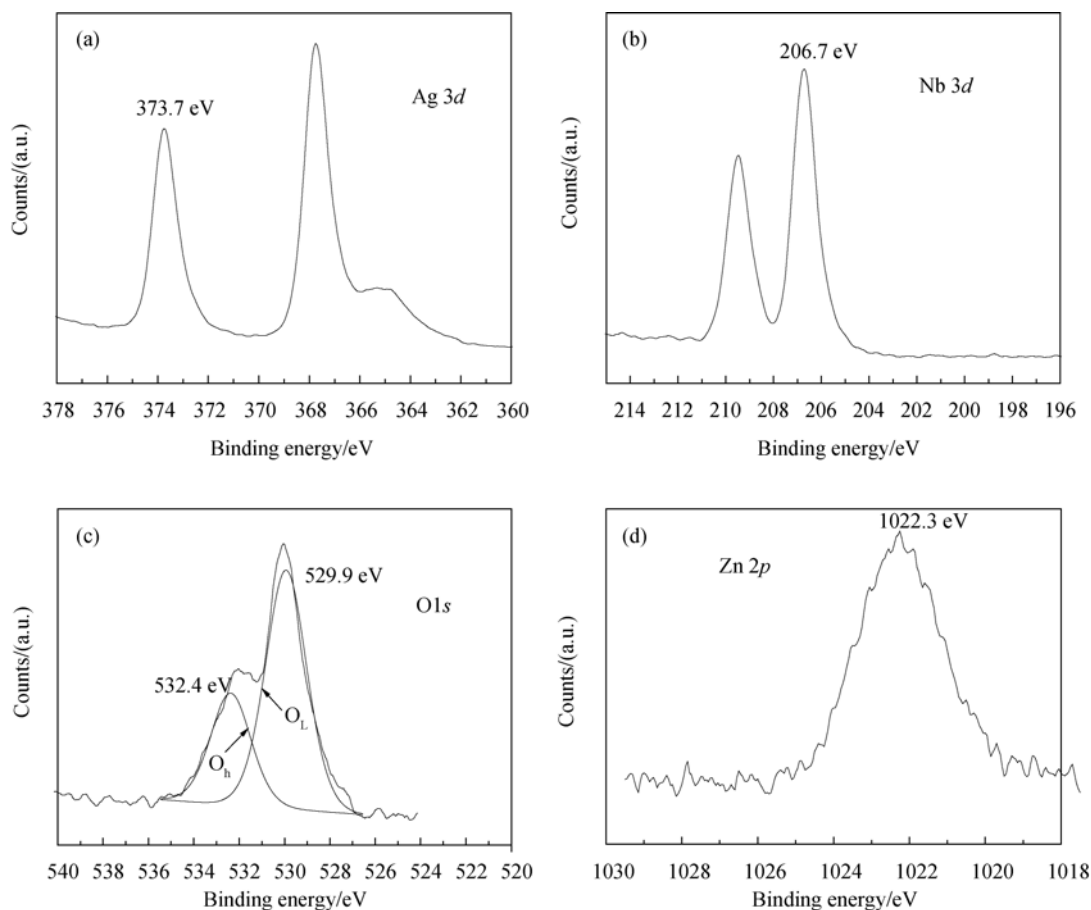 (a)
373.7 eV
Ag 3d
Counts/(a.u.)
378 376 374 372 370 368 366 364 362 360
Binding energy/eV
(b)
206.7 eV
Nb 3d
Counts/(a.u.)
214 212 210 208 206 204 202 200 198 196
Binding energy/eV
(c)
529.9 eV
O1s
532.4 eV
O_L
O_h
Counts/(a.u.)
540 538 536 534 532 530 528 526 524 522 520
Binding energy/eV
(d)
1022.3 eV
Zn 2p
Counts/(a.u.)
1030 1028 1026 1024 1022 1020 1018
Binding energy/eV